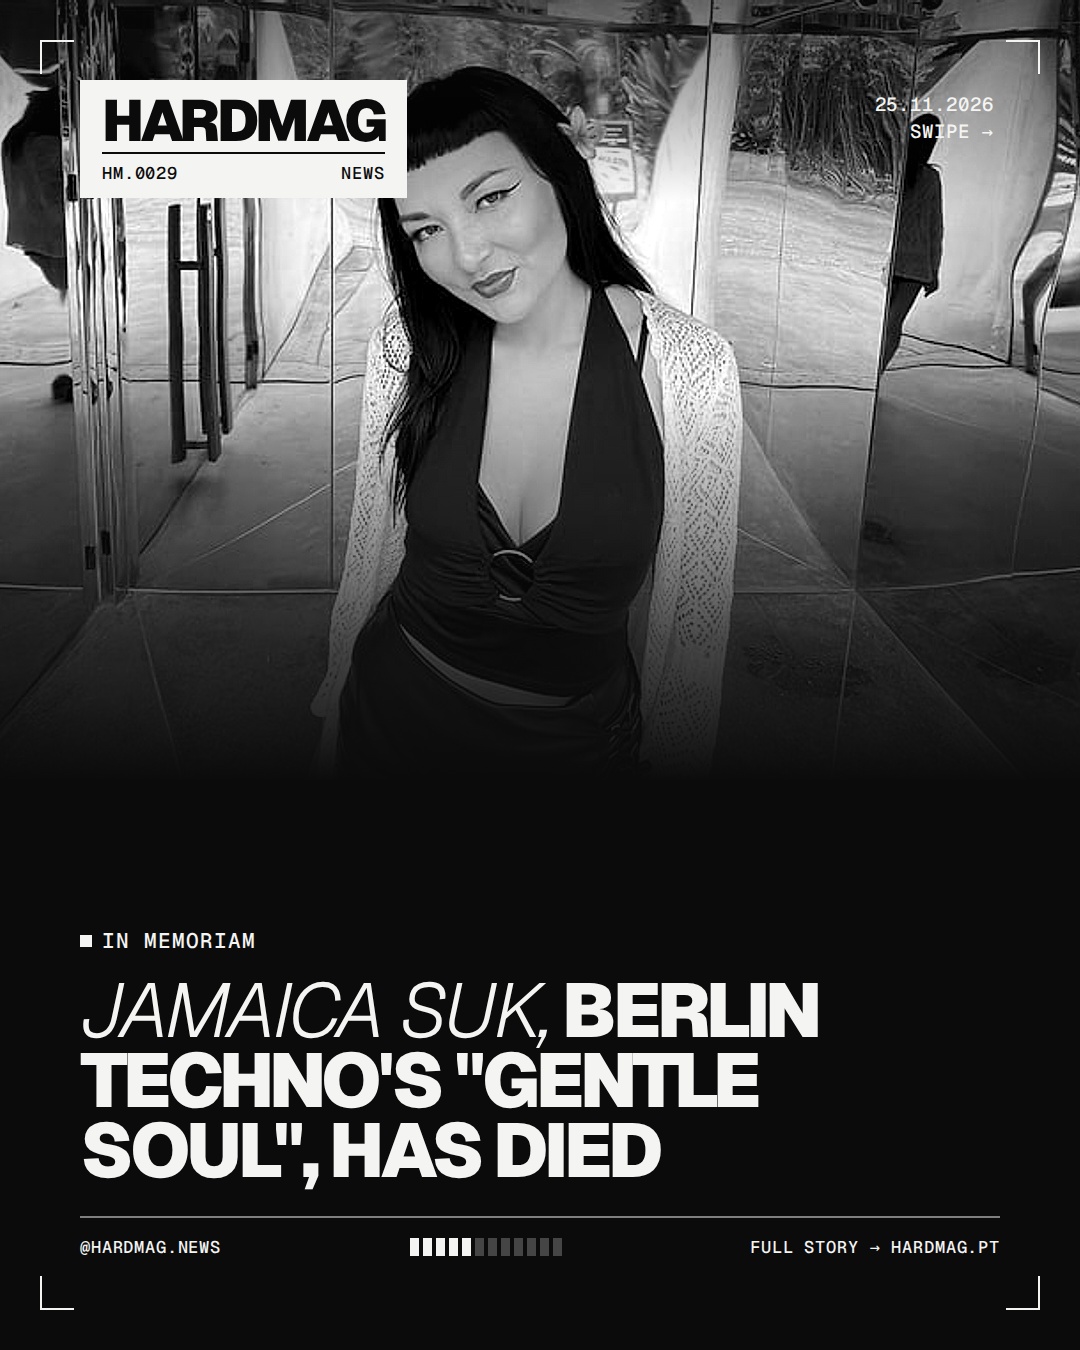 HARDMAG
HM.0029 NEWS
25.11.2026
SWIPE →
IN MEMORIAM
JAMAICA SUK, BERLIN
TECHNO'S "GENTLE
SOUL", HAS DIED
@HARDMAG.NEWS
FULL STORY → HARDMAG.PT